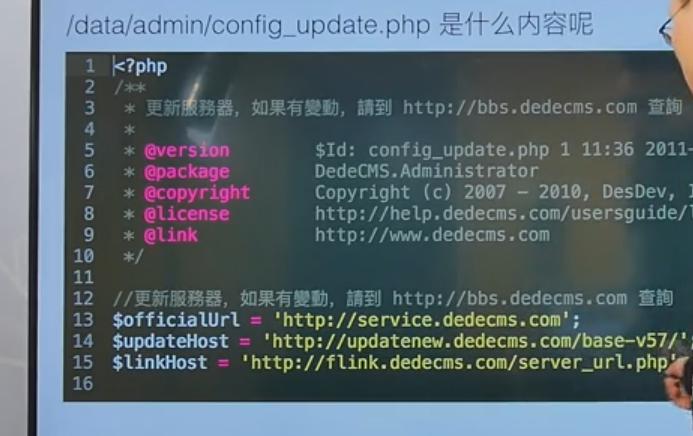 /data/admin/config_update.php 是什么内容呢
1 <?php
2 /**
3 * 更新服務器，如果有變動，請到 http://bbs.dedecms.com 查詢
4 *
5 * @version $Id: config_update.php 1 11:36 2011-
6 * @package DedeCMS.Administrator
7 * @copyright Copyright (c) 2007 - 2010, DesDev,
8 * @license http://help.dedecms.com/usersguide/
9 * @link http://www.dedecms.com
10 */
11
12 //更新服務器，如果有變動，請到 http://bbs.dedecms.com 查詢
13 $officialUrl = 'http://service.dedecms.com';
14 $updateHost = 'http://updatenew.dedecms.com/base-v57/';
15 $linkHost = 'http://flink.dedecms.com/server_url.php'
16